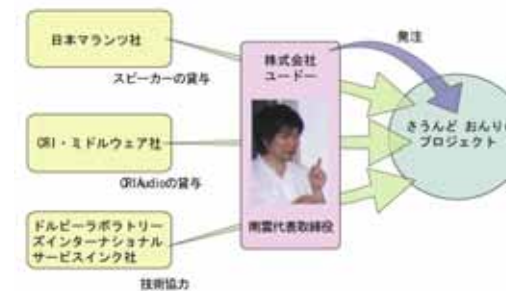 日本マランツ社
スピーカーの貸与
CRI・ミドルウェア社
CRIAudioの貸与
ドルビーラボラトリー
ズインターナショナル
サービスインク社
技術協力
株式会社
ユードー
南雲代表取締役
発注
さうんど おんりぃ
プロジェクト